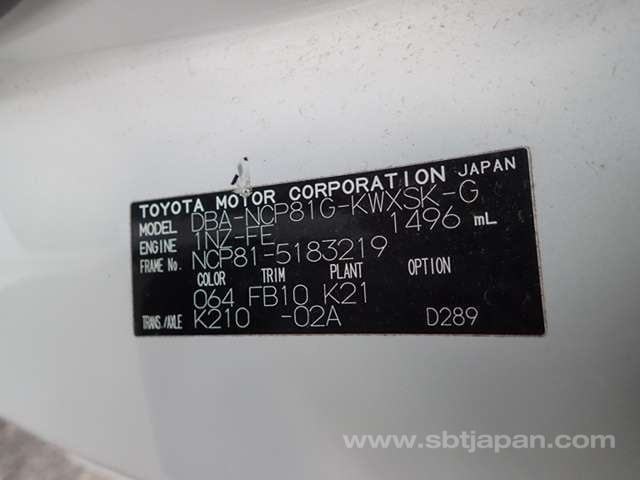 TOYOTA MOTOR CORPORATION JAPAN
MODEL DBA-NCP81G-KWXSK-G
ENGINE 1NZ-FE 1496 mL
FRAME No. NCP81-5183219
COLOR TRIM PLANT OPTION
064 FB10 K21
TRANS./AXLE K210 -02A D289
www.sbtjapan.com